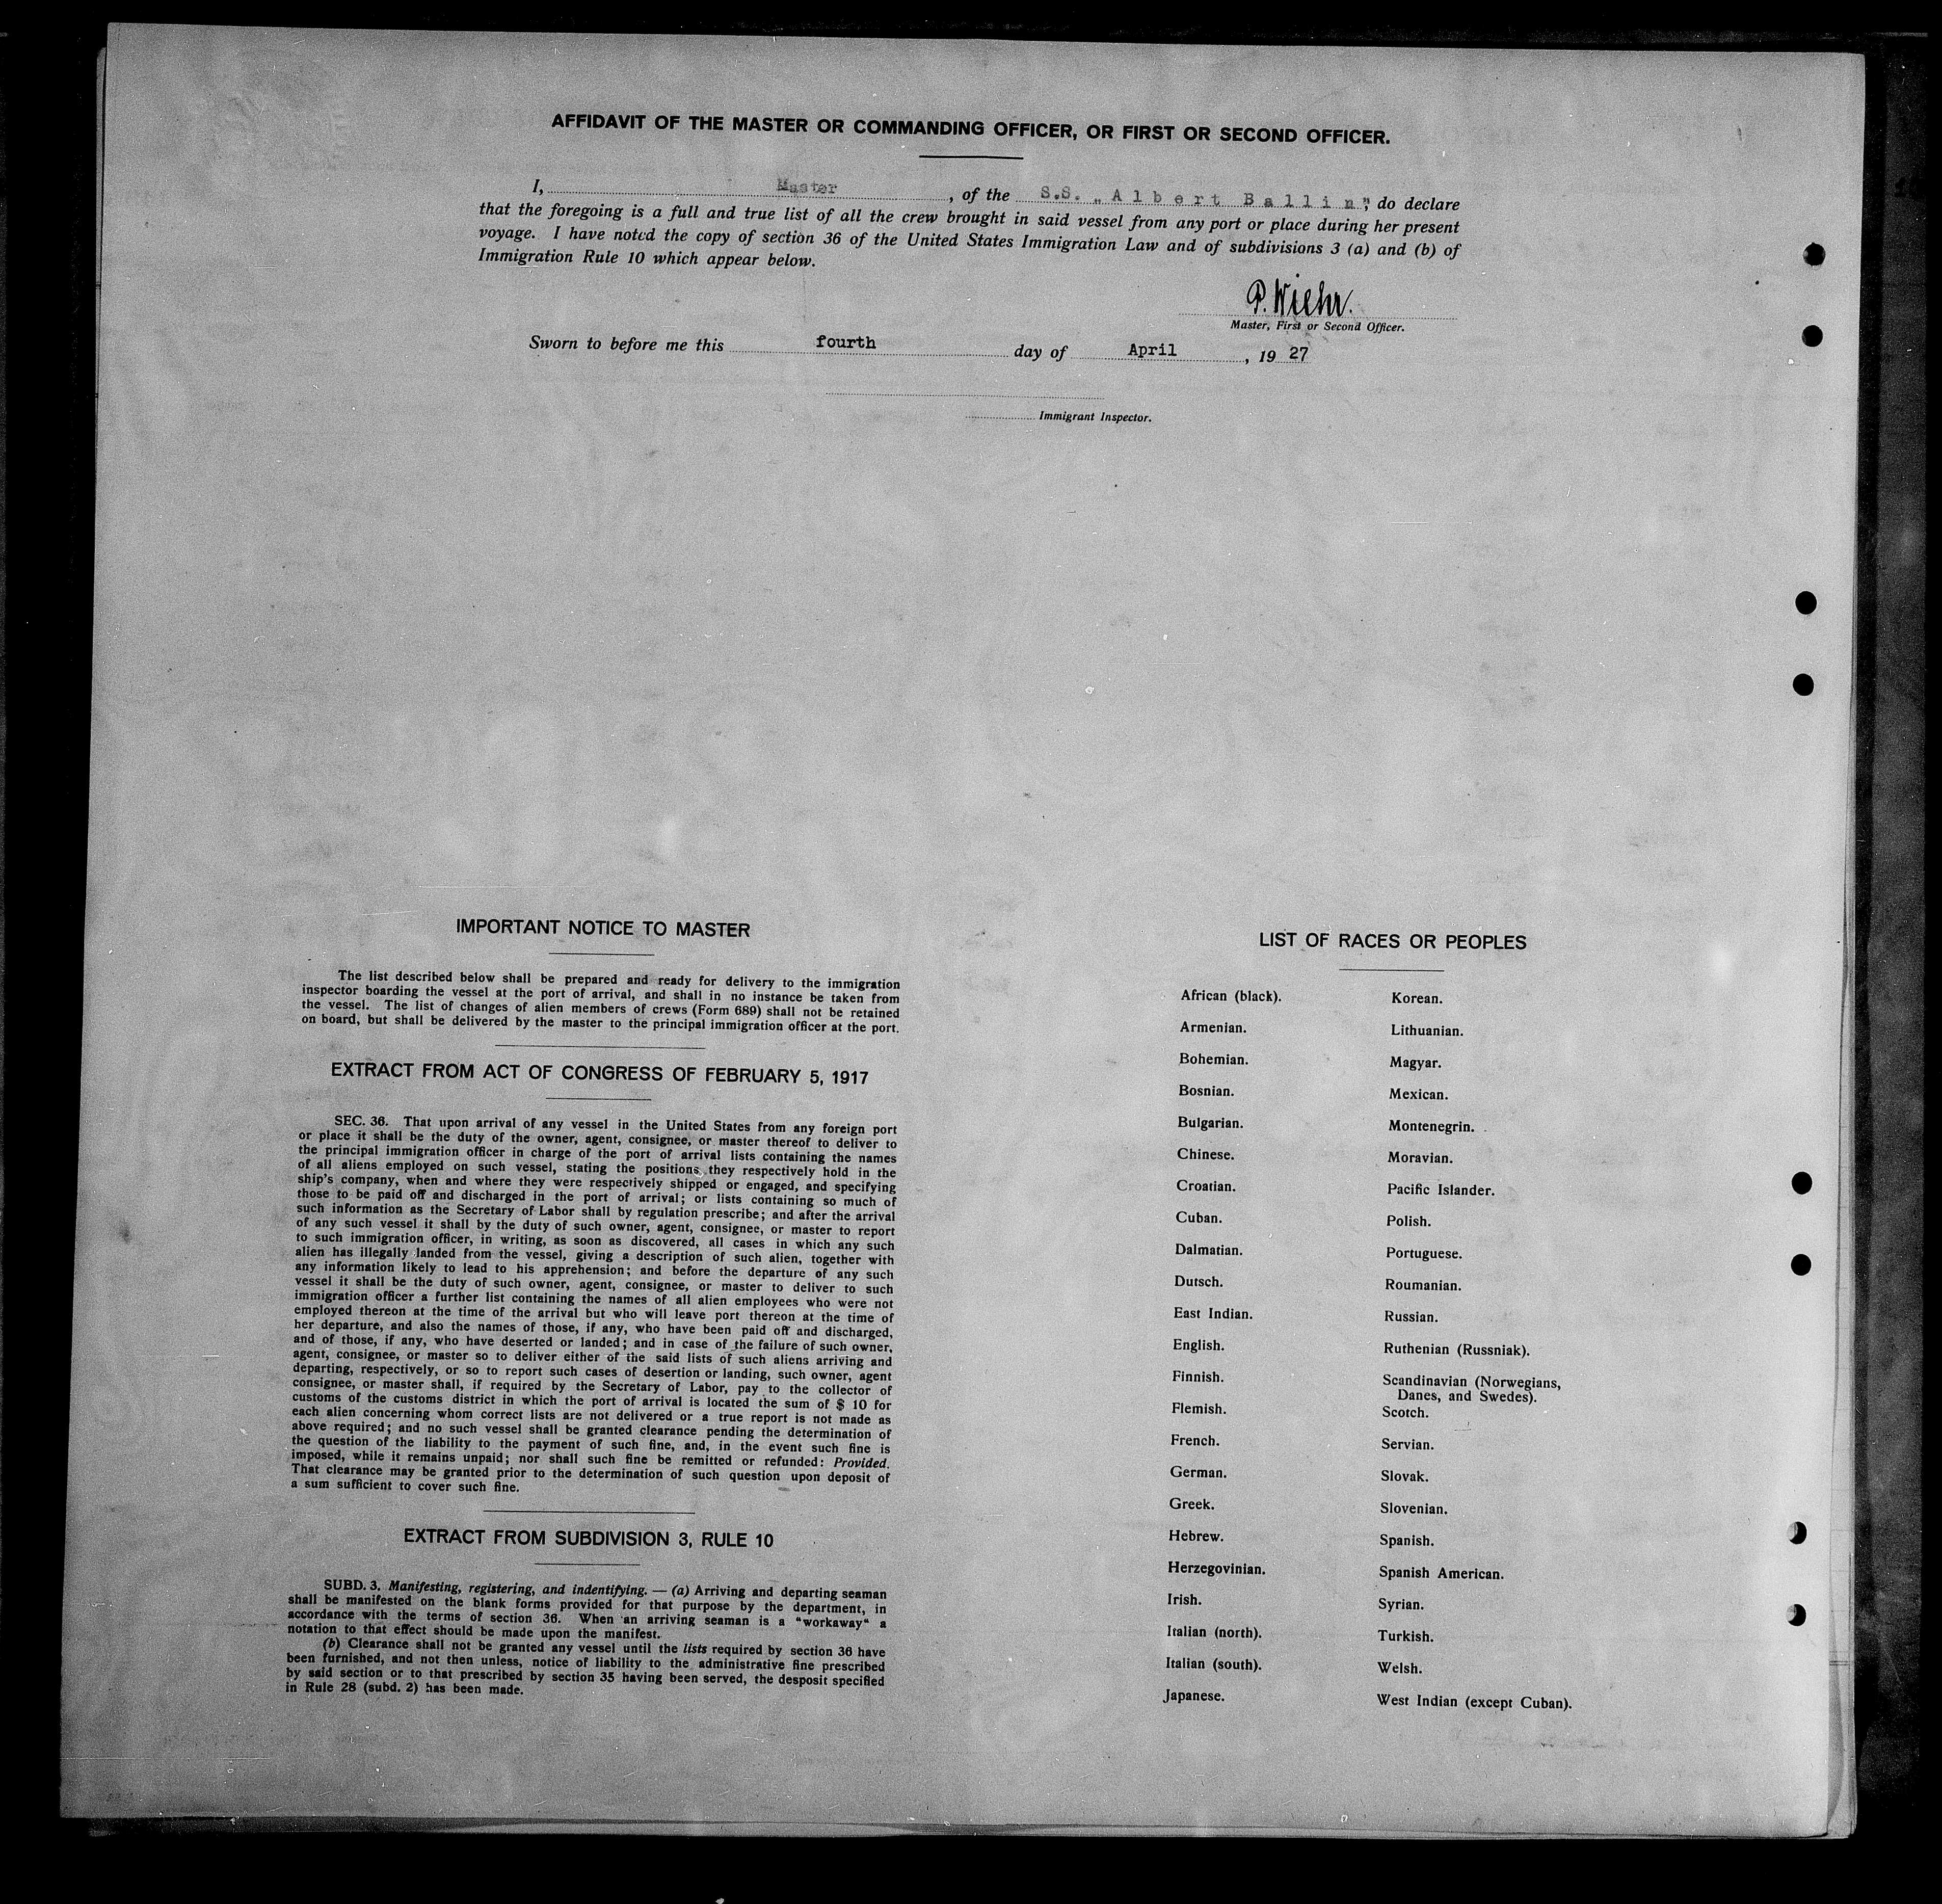 AFFIDAVIT OF THE MASTER OR COMMANDING OFFICER, OR FIRST OR SECOND OFFICER.
I, Master, of the S.S. „Albert Ballin", do declare
that the foregoing is a full and true list of all the crew brought in said vessel from any port or place during her present
voyage. I have noted the copy of section 36 of the United States Immigration Law and of subdivisions 3 (a) and (b) of
Immigration Rule 10 which appear below.
P. Wiehr.
Master, First or Second Officer.
Sworn to before me this fourth day of April, 19 27
Immigrant Inspector.
IMPORTANT NOTICE TO MASTER
The list described below shall be prepared and ready for delivery to the immigration
inspector boarding the vessel at the port of arrival, and shall in no instance be taken from
the vessel. The list of changes of alien members of crews (Form 689) shall not be retained
on board, but shall be delivered by the master to the principal immigration officer at the port.
EXTRACT FROM ACT OF CONGRESS OF FEBRUARY 5, 1917
SEC. 36. That upon arrival of any vessel in the United States from any foreign port
or place it shall be the duty of the owner, agent, consignee, or master thereof to deliver to
the principal immigration officer in charge of the port of arrival lists containing the names
of all aliens employed on such vessel, stating the positions they respectively hold in the
ship's company, when and where they were respectively shipped or engaged, and specifying
those to be paid off and discharged in the port of arrival; or lists containing so much of
such information as the Secretary of Labor shall by regulation prescribe; and after the arrival
of any such vessel it shall by the duty of such owner, agent, consignee, or master to report
to such immigration officer, in writing, as soon as discovered, all cases in which any such
alien has illegally landed from the vessel, giving a description of such alien, together with
any information likely to lead to his apprehension; and before the departure of any such
vessel it shall be the duty of such owner, agent, consignee, or master to deliver to such
immigration officer a further list containing the names of all alien employees who were not
employed thereon at the time of the arrival but who will leave port thereon at the time of
her departure, and also the names of those, if any, who have been paid off and discharged,
and of those, if any, who have deserted or landed; and in case of the failure of such owner,
agent, consignee, or master so to deliver either of the said lists of such aliens arriving and
departing, respectively, or so to report such cases of desertion or landing, such owner, agent
consignee, or master shall, if required by the Secretary of Labor, pay to the collector of
customs of the customs district in which the port of arrival is located the sum of $ 10 for
each alien concerning whom correct lists are not delivered or a true report is not made as
above required; and no such vessel shall be granted clearance pending the determination of
the question of the liability to the payment of such fine, and, in the event such fine is
imposed, while it remains unpaid; nor shall such fine be remitted or refunded: Provided.
That clearance may be granted prior to the determination of such question upon deposit of
a sum sufficient to cover such fine.
EXTRACT FROM SUBDIVISION 3, RULE 10
SUBD. 3. Manifesting, registering, and indentifying. — (a) Arriving and departing seaman
shall be manifested on the blank forms provided for that purpose by the department, in
accordance with the terms of section 36. When an arriving seaman is a "workaway" a
notation to that effect should be made upon the manifest.
(b) Clearance shall not be granted any vessel until the lists required by section 36 have
been furnished, and not then unless, notice of liability to the administrative fine prescribed
by said section or to that prescribed by section 35 having been served, the desposit specified
in Rule 28 (subd. 2) has been made.
LIST OF RACES OR PEOPLES
African (black).
Armenian.
Bohemian.
Bosnian.
Bulgarian.
Chinese.
Croatian.
Cuban.
Dalmatian.
Dutsch.
East Indian.
English.
Finnish.
Flemish.
French.
German.
Greek.
Hebrew.
Herzegovinian.
Irish.
Italian (north).
Italian (south).
Japanese.
Korean.
Lithuanian.
Magyar.
Mexican.
Montenegrin.
Moravian.
Pacific Islander.
Polish.
Portuguese.
Roumanian.
Russian.
Ruthenian (Russniak).
Scandinavian (Norwegians,
Danes, and Swedes).
Scotch.
Servian.
Slovak.
Slovenian.
Spanish.
Spanish American.
Syrian.
Turkish.
Welsh.
West Indian (except Cuban).